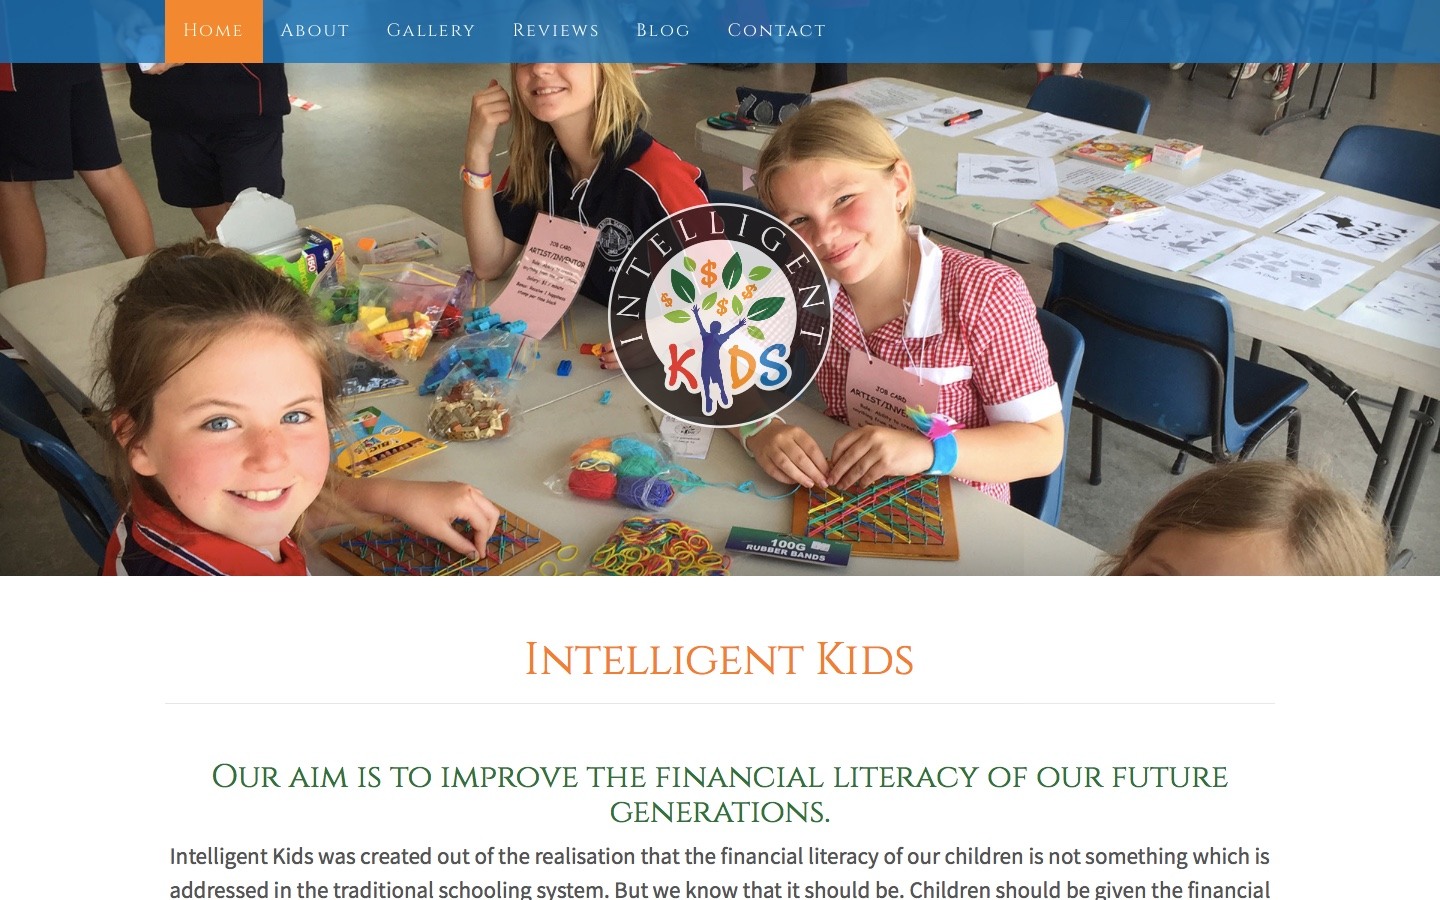 Home
About
Gallery
Reviews
Blog
Contact
JOB CARD
ARTIST/INVENTOR
INTELLIGENT
KIDS
JOB CARD
100G
RUBBER BANDS
Intelligent Kids
Our aim is to improve the financial literacy of our future
generations.
Intelligent Kids was created out of the realisation that the financial literacy of our children is not something which is
addressed in the traditional schooling system. But we know that it should be. Children should be given the financial